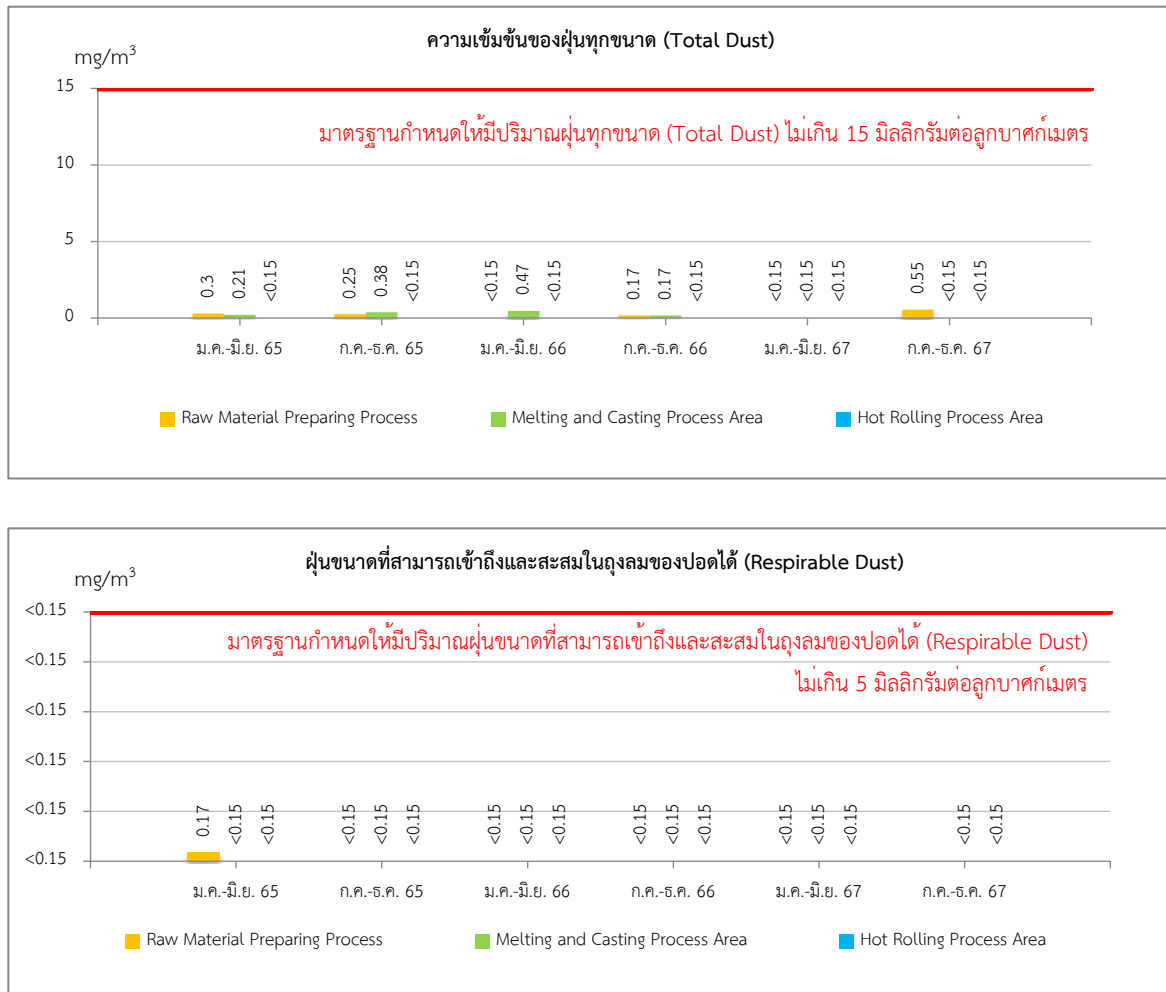 ความเข้มข้นของฝุ่นทุกขนาด (Total Dust)
mg/m³
15
มาตรฐานกำหนดให้มีปริมาณฝุ่นทุกขนาด (Total Dust) ไม่เกิน 15 มิลลิกรัมต่อลูกบาศก์เมตร
10
5
0.3 0.21 <0.15 0.25 0.38 <0.15 <0.15 0.47 <0.15 0.17 0.17 <0.15 <0.15 <0.15 <0.15 0.55 <0.15 <0.15
0
ม.ค.-มิ.ย. 65 ก.ค.-ธ.ค. 65 ม.ค.-มิ.ย. 66 ก.ค.-ธ.ค. 66 ม.ค.-มิ.ย. 67 ก.ค.-ธ.ค. 67
Raw Material Preparing Process Melting and Casting Process Area Hot Rolling Process Area
ฝุ่นขนาดที่สามารถเข้าถึงและสะสมในถุงลมของปอดได้ (Respirable Dust)
mg/m³
<0.15
มาตรฐานกำหนดให้มีปริมาณฝุ่นขนาดที่สามารถเข้าถึงและสะสมในถุงลมของปอดได้ (Respirable Dust)
<0.15
ไม่เกิน 5 มิลลิกรัมต่อลูกบาศก์เมตร
<0.15
<0.15
<0.15
0.17 <0.15 <0.15 <0.15 <0.15 <0.15 <0.15 <0.15 <0.15 <0.15 <0.15 <0.15 <0.15 <0.15 <0.15 <0.15 <0.15
<0.15
ม.ค.-มิ.ย. 65 ก.ค.-ธ.ค. 65 ม.ค.-มิ.ย. 66 ก.ค.-ธ.ค. 66 ม.ค.-มิ.ย. 67 ก.ค.-ธ.ค. 67
Raw Material Preparing Process Melting and Casting Process Area Hot Rolling Process Area